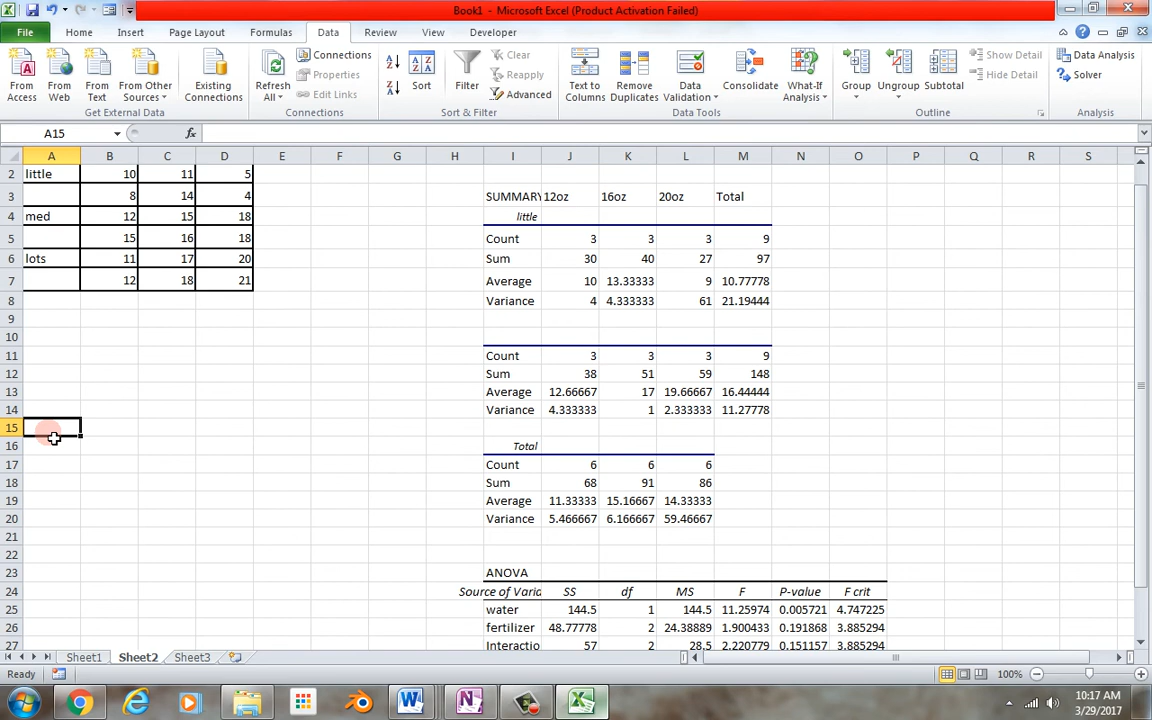 Book1 - Microsoft Excel (Product Activation Failed)
File Home Insert Page Layout Formulas Data Review View Developer
From Access
From Web
From Text
From Other Sources
Existing Connections
Get External Data
Refresh All
Connections
Properties
Edit Links
Connections
Sort
Filter
Clear
Reapply
Advanced
Sort & Filter
Text to Columns
Remove Duplicates
Data Validation
Consolidate
What-If Analysis
Data Tools
Group
Ungroup
Subtotal
Show Detail
Hide Detail
Outline
Data Analysis
Solver
Analysis
A15 fx
A B C D E F G H I J K L M N O P Q R S
2 little 10 11 5
3 8 14 4 SUMMARY 12oz 16oz 20oz Total
4 med 12 15 18 little
5 15 16 18 Count 3 3 3 9
6 lots 11 17 20 Sum 30 40 27 97
7 12 18 21 Average 10 13.33333 9 10.77778
8 Variance 4 4.333333 61 21.19444
9
10
11 Count 3 3 3 9
12 Sum 38 51 59 148
13 Average 12.66667 17 19.66667 16.44444
14 Variance 4.333333 1 2.333333 11.27778
15
16 Total
17 Count 6 6 6
18 Sum 68 91 86
19 Average 11.33333 15.16667 14.33333
20 Variance 5.466667 6.166667 59.46667
21
22
23 ANOVA
24 Source of Varia SS df MS F P-value F crit
25 water 144.5 1 144.5 11.25974 0.005721 4.747225
26 fertilizer 48.77778 2 24.38889 1.900433 0.191868 3.885294
27 Interactio 57 2 28.5 2.220779 0.151157 3.885294
Sheet1 Sheet2 Sheet3
Ready 100%
10:17 AM
3/29/2017